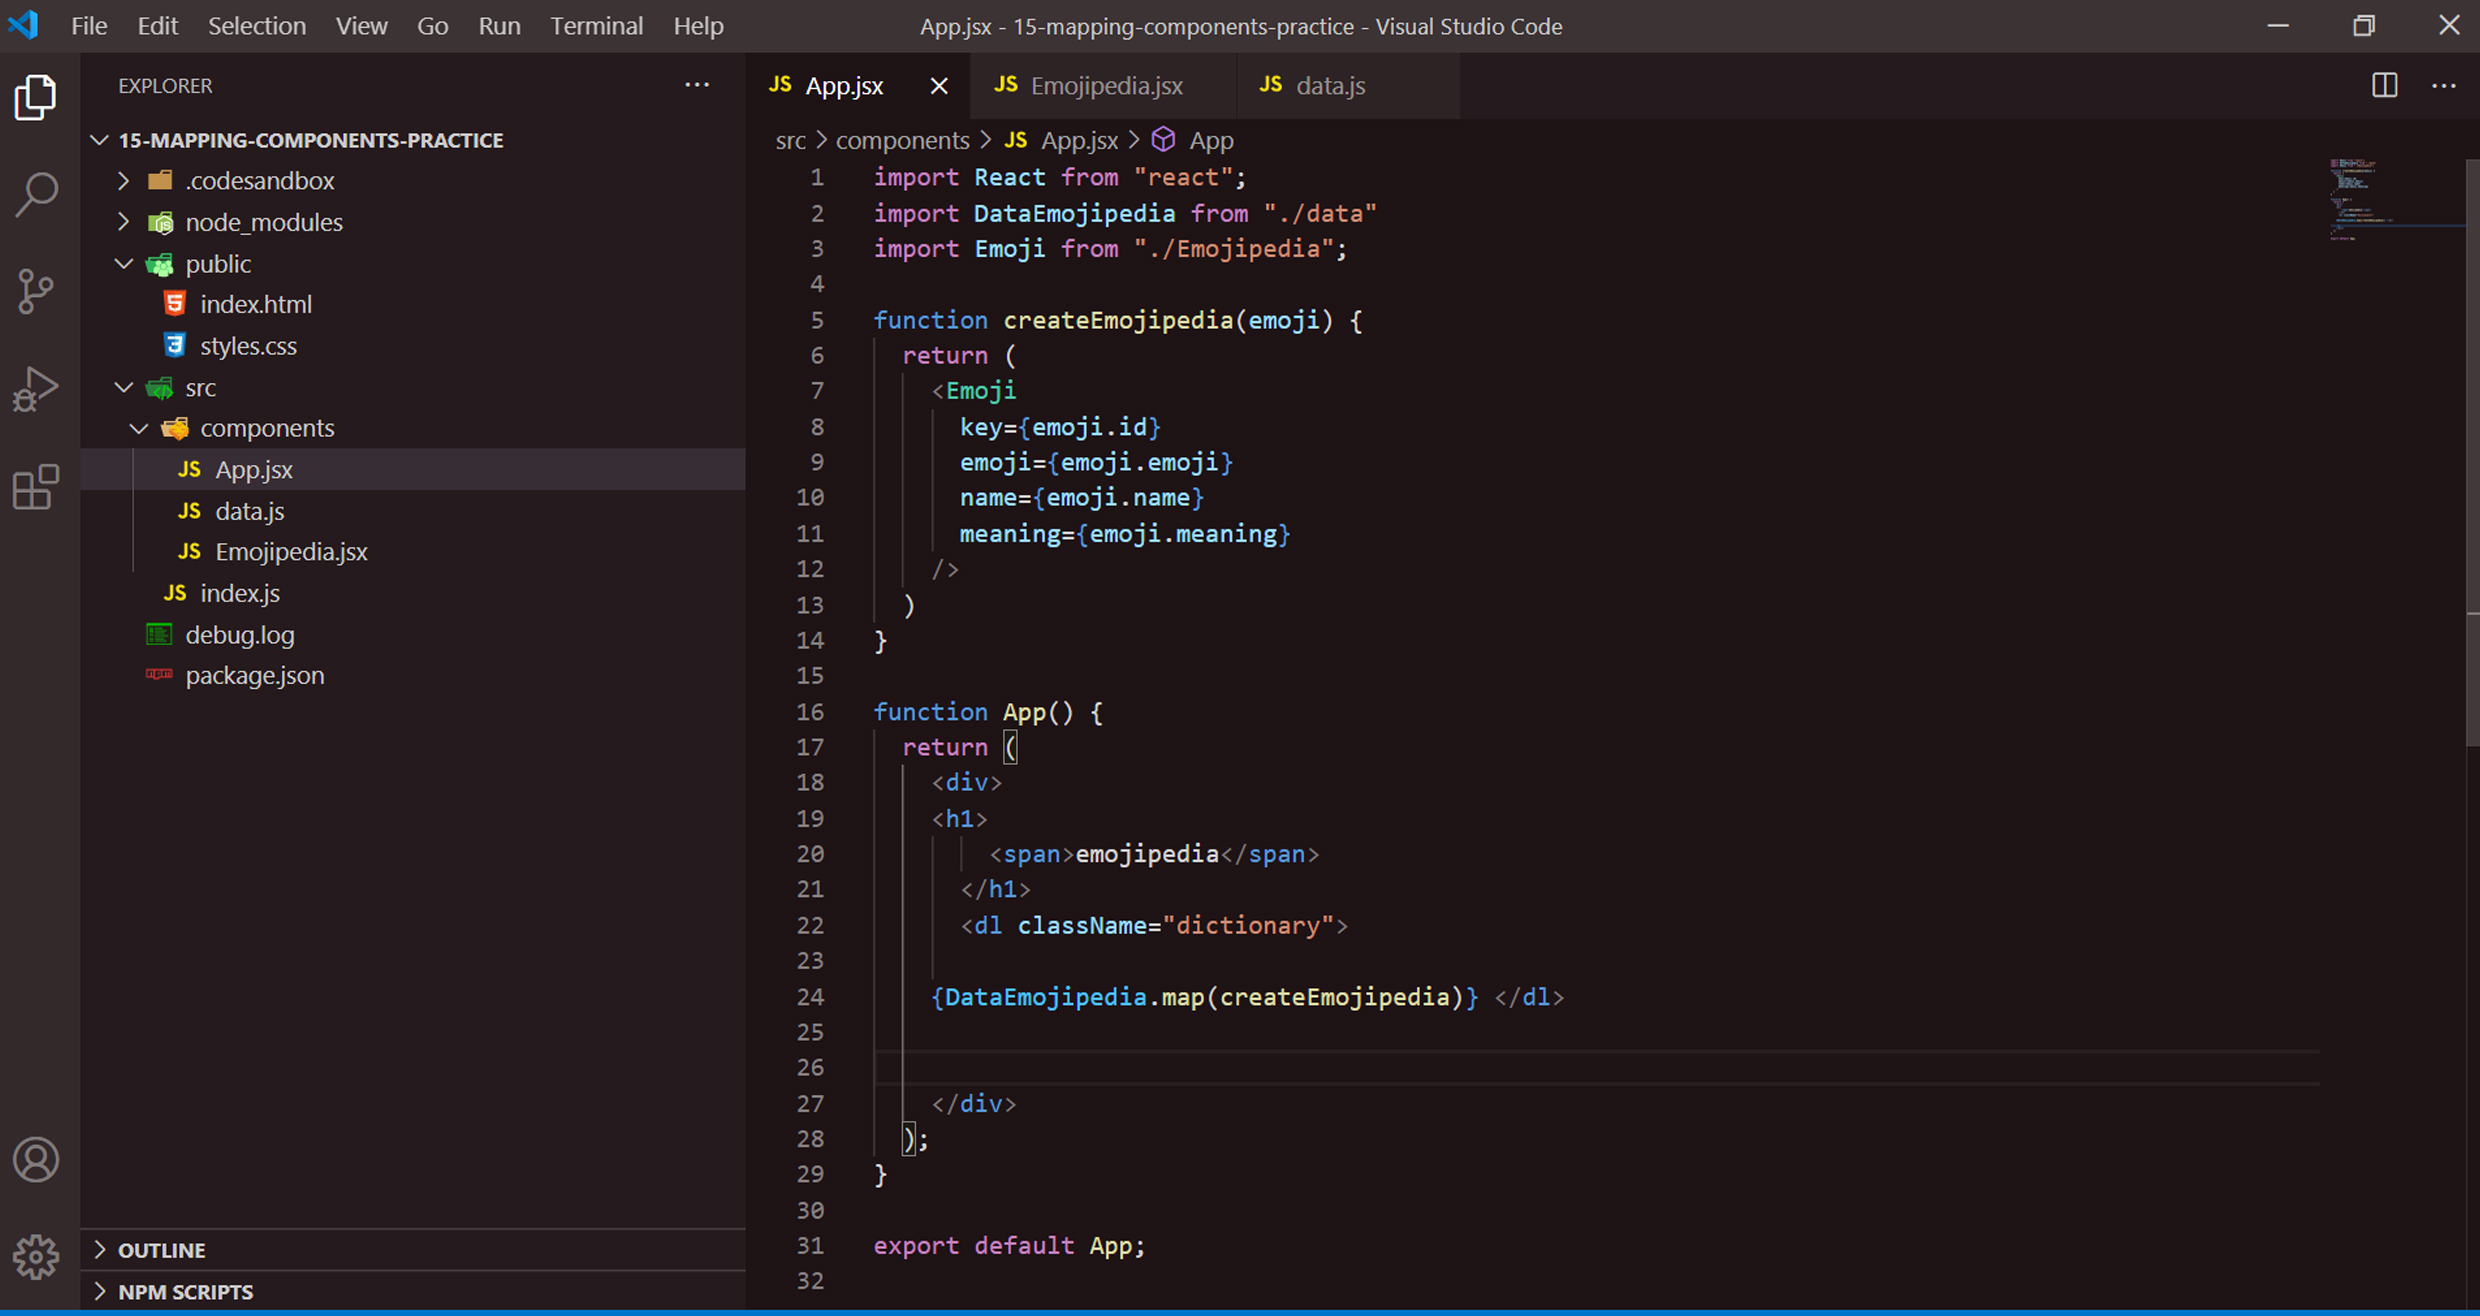 File Edit Selection View Go Run Terminal Help App.jsx - 15-mapping-components-practice - Visual Studio Code
EXPLORER
15-MAPPING-COMPONENTS-PRACTICE
.codesandbox
node_modules
public
index.html
styles.css
src
components
JS App.jsx
JS data.js
JS Emojipedia.jsx
JS index.js
debug.log
package.json
OUTLINE
NPM SCRIPTS
JS App.jsx JS Emojipedia.jsx JS data.js
src > components > JS App.jsx > App
1 import React from "react";
2 import DataEmojipedia from "./data"
3 import Emoji from "./Emojipedia";
4
5 function createEmojipedia(emoji) {
6 return (
7 <Emoji
8 key={emoji.id}
9 emoji={emoji.emoji}
10 name={emoji.name}
11 meaning={emoji.meaning}
12 />
13 )
14 }
15
16 function App() {
17 return (
18 <div>
19 <h1>
20 <span>emojipedia</span>
21 </h1>
22 <dl className="dictionary">
23
24 {DataEmojipedia.map(createEmojipedia)} </dl>
25
26
27 </div>
28 );
29 }
30
31 export default App;
32